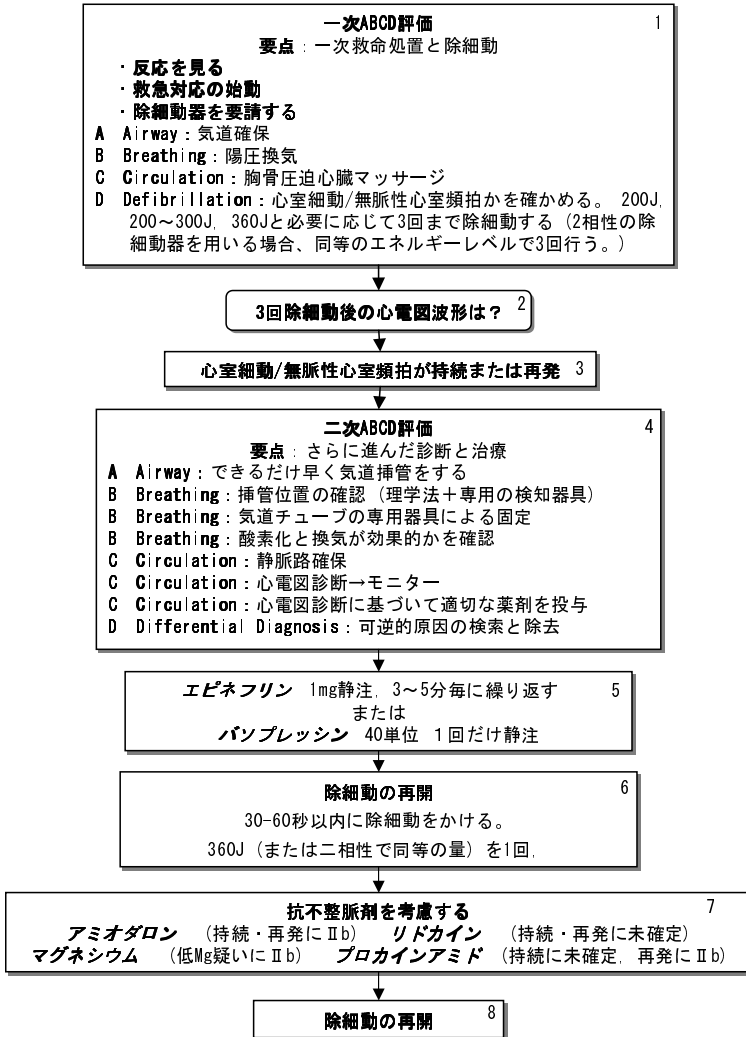 一次ABCD評価 1
要点：一次救命処置と除細動
・反応を見る
・救急対応の始動
・除細動器を要請する
A Airway：気道確保
B Breathing：陽圧換気
C Circulation：胸骨圧迫心臓マッサージ
D Defibrillation：心室細動/無脈性心室頻拍かを確かめる。 200J,
200～300J, 360Jと必要に応じて3回まで除細動する（2相性の除
細動器を用いる場合、同等のエネルギーレベルで3回行う。）
3回除細動後の心電図波形は？ 2
心室細動/無脈性心室頻拍が持続または再発 3
二次ABCD評価 4
要点：さらに進んだ診断と治療
A Airway：できるだけ早く気道挿管をする
B Breathing：挿管位置の確認（理学法＋専用の検知器具）
B Breathing：気道チューブの専用器具による固定
B Breathing：酸素化と換気が効果的かを確認
C Circulation：静脈路確保
C Circulation：心電図診断→モニター
C Circulation：心電図診断に基づいて適切な薬剤を投与
D Differential Diagnosis：可逆的原因の検索と除去
エピネフリン 1mg静注, 3～5分毎に繰り返す 5
または
バソプレッシン 40単位 １回だけ静注
除細動の再開 6
30-60秒以内に除細動をかける。
360J（または二相性で同等の量）を1回,
抗不整脈剤を考慮する 7
アミオダロン （持続・再発にⅡb） リドカイン （持続・再発に未確定）
マグネシウム （低Mg疑いにⅡb） プロカインアミド （持続に未確定, 再発にⅡb）
除細動の再開 8